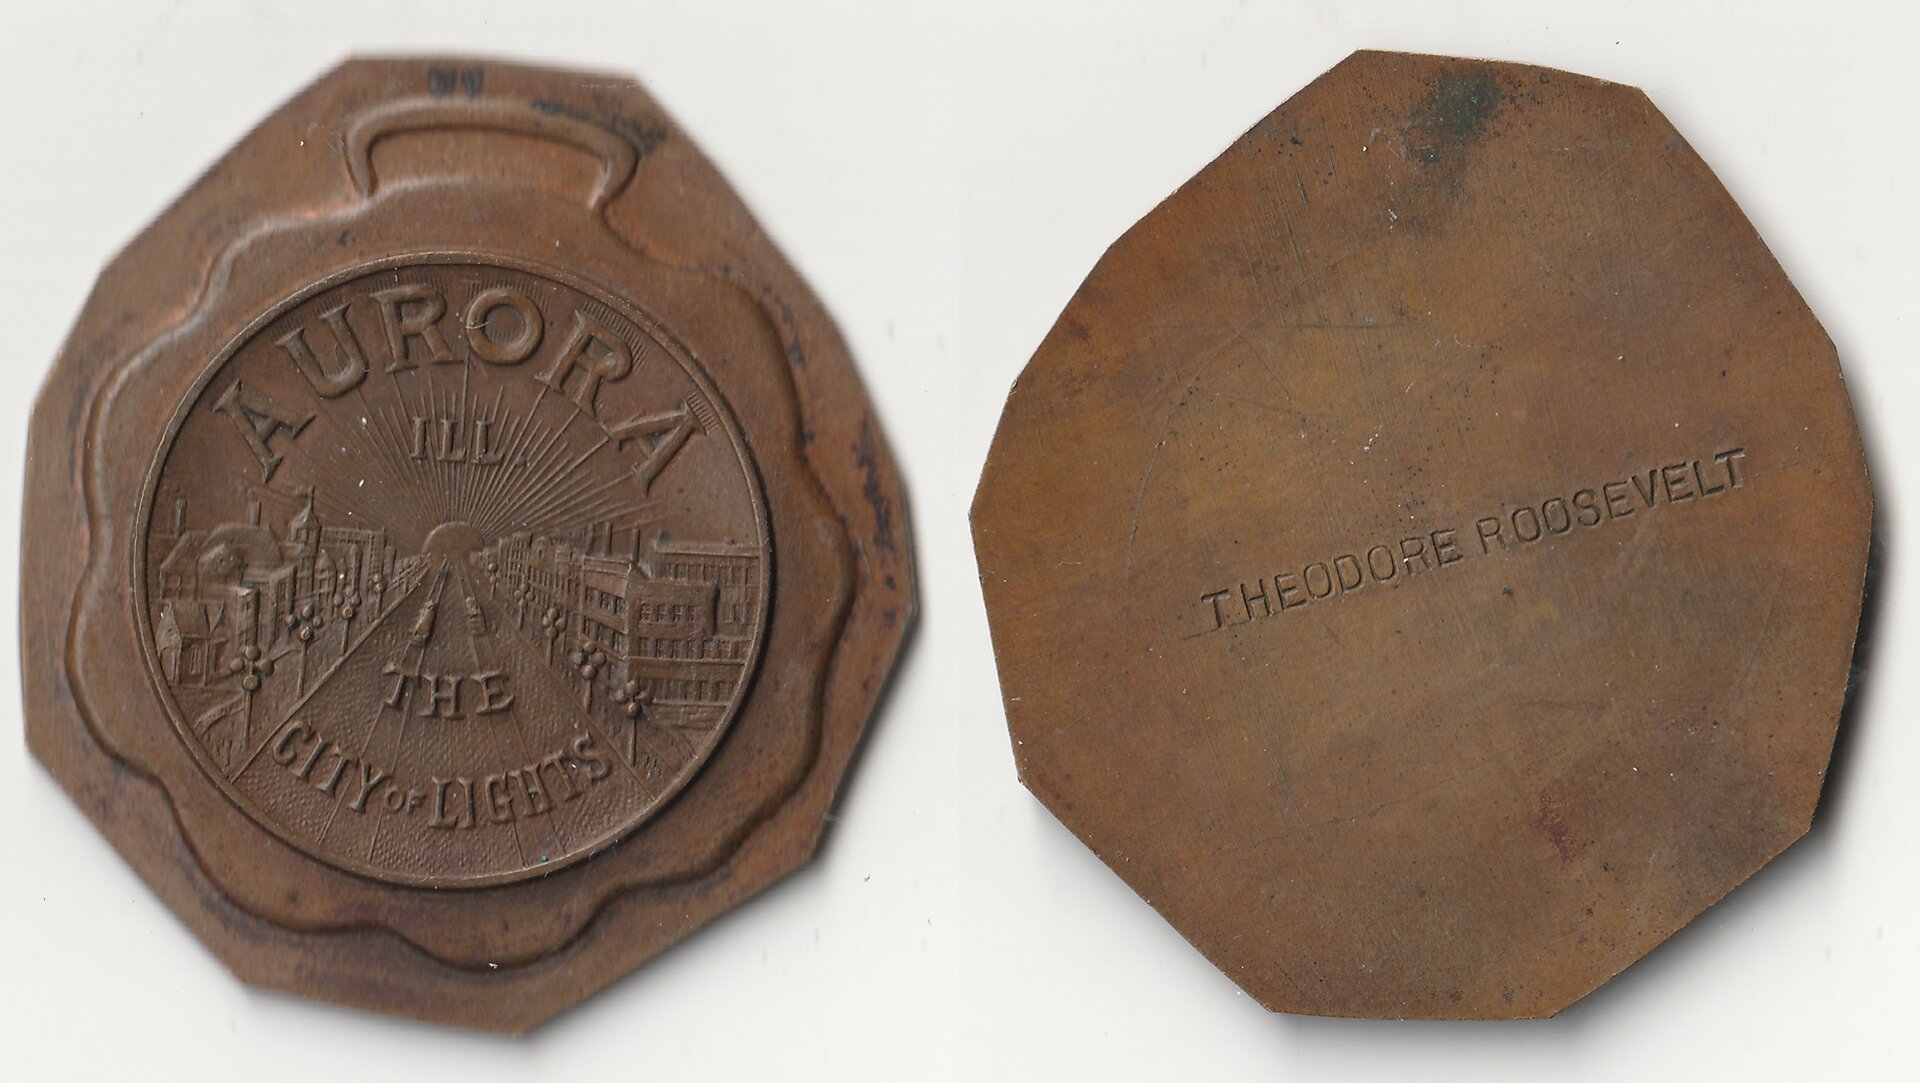 AURORA
ILL.
THE
CITY OF LIGHTS
THEODORE ROOSEVELT